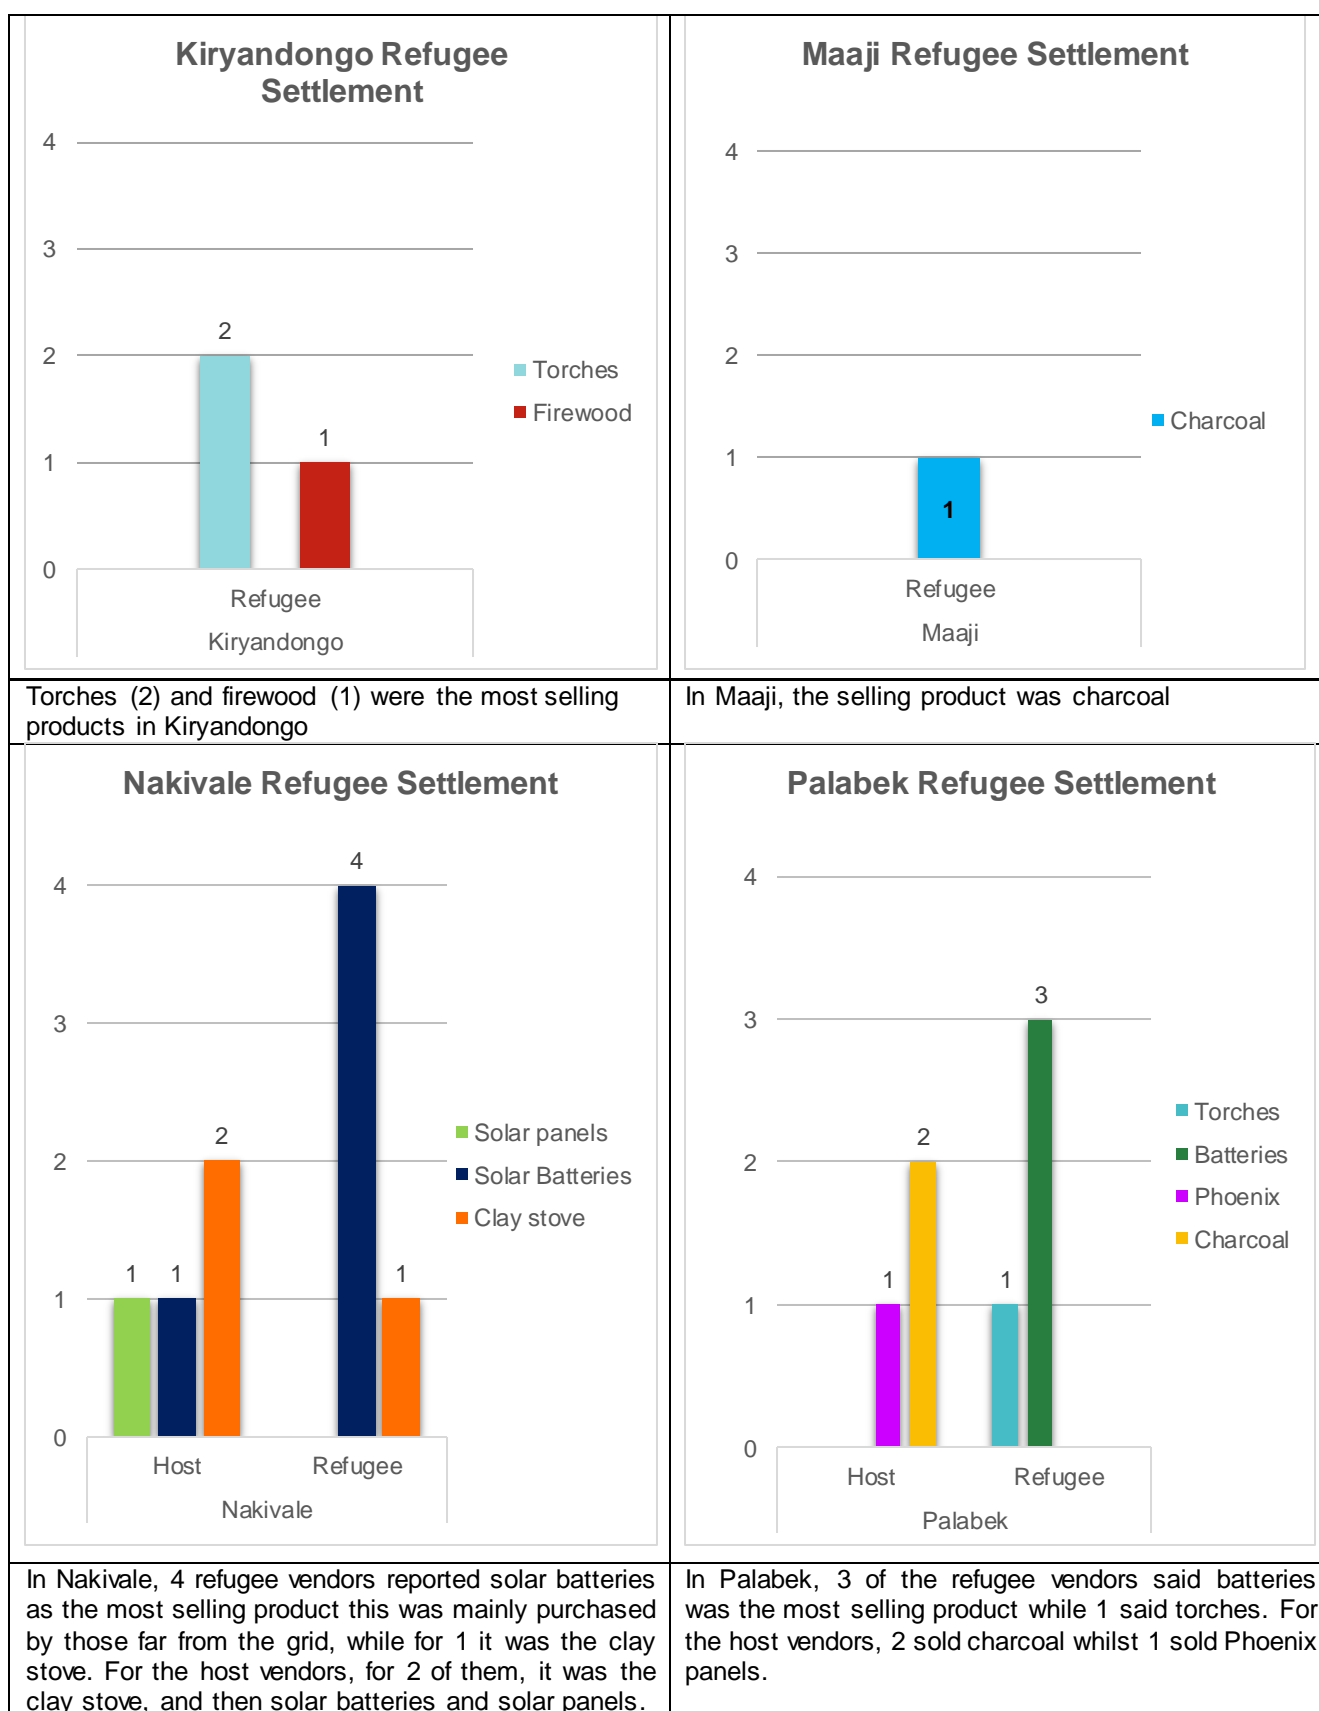 Kiryandongo Refugee
Settlement
4
3
2
1
0
2
1
Torches
Firewood
Refugee
Kiryandongo
Maaji Refugee Settlement
4
3
2
1
0
1
Charcoal
Refugee
Maaji
Torches (2) and firewood (1) were the most selling
products in Kiryandongo
In Maaji, the selling product was charcoal
Nakivale Refugee Settlement
4
3
2
1
0
1
1
2
4
1
Solar panels
Solar Batteries
Clay stove
Host
Refugee
Nakivale
Palabek Refugee Settlement
4
3
2
1
0
1
2
1
3
Torches
Batteries
Phoenix
Charcoal
Host
Refugee
Palabek
In Nakivale, 4 refugee vendors reported solar batteries
as the most selling product this was mainly purchased
by those far from the grid, while for 1 it was the clay
stove. For the host vendors, for 2 of them, it was the
clay stove, and then solar batteries and solar panels.
In Palabek, 3 of the refugee vendors said batteries
was the most selling product while 1 said torches. For
the host vendors, 2 sold charcoal whilst 1 sold Phoenix
panels.